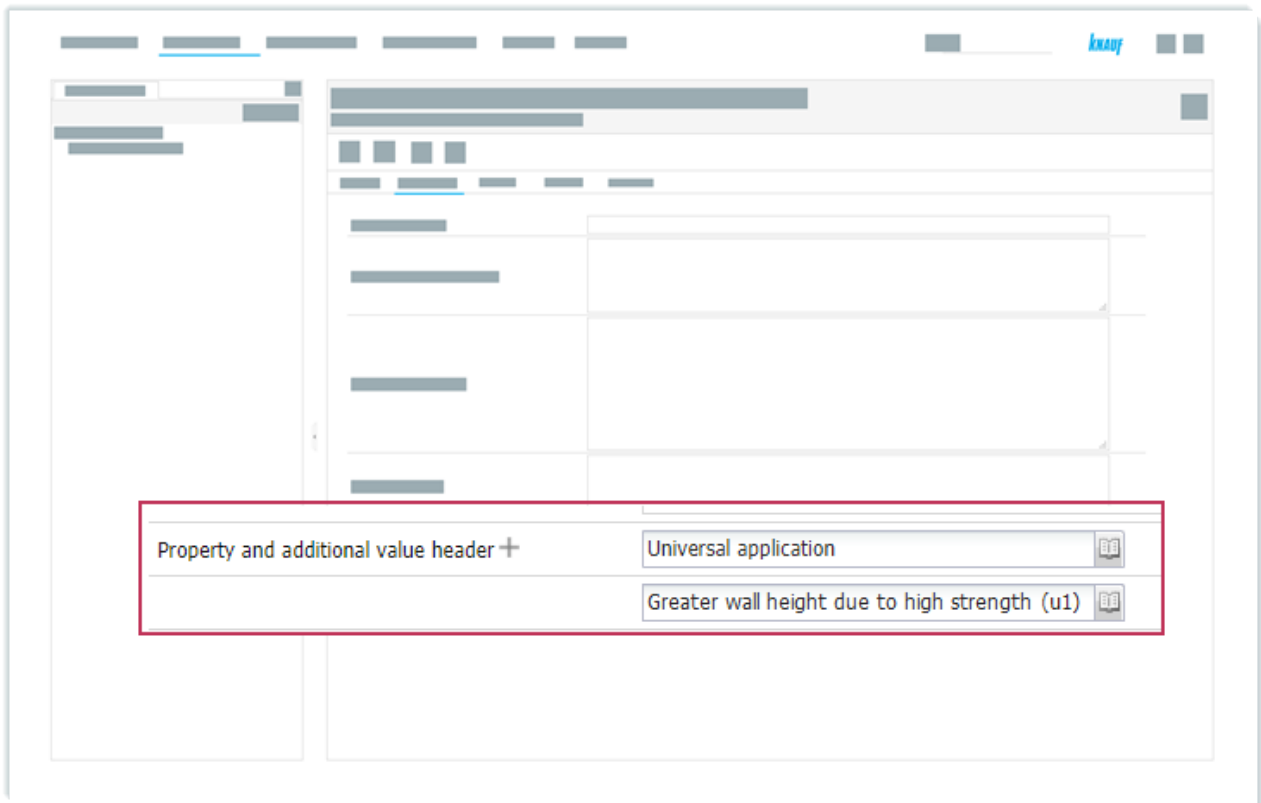 KNAUF
Property and additional value header
Universal application
Greater wall height due to high strength (u1)